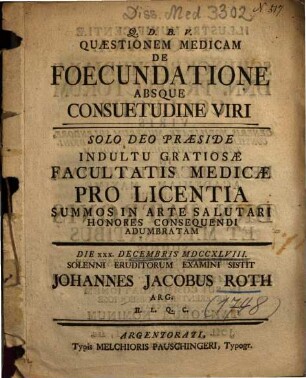 Diss. Med 3302
N. 517
Q. D. B. V.
QUÆSTIONEM MEDICAM
DE
FOECUNDATIONE
ABSQUE
CONSUETUDINE VIRI
SOLO DEO PRÆSIDE
INDULTU GRATIOSÆ
FACULTATIS MEDICÆ
PRO LICENTIA
SUMMOS IN ARTE SALUTARI
HONORES CONSEQUENDI
ADUMBRATAM
DIE XXX. DECEMBRIS MDCCXLVIII.
SOLENNI ERUDITORUM EXAMINI SISTIT
JOHANNES JACOBUS ROTH
ARG:
H. L. Q. C.
(1748)
ARGENTORATI,
Typis MELCHIORIS PAUSCHINGERI, Typogr.